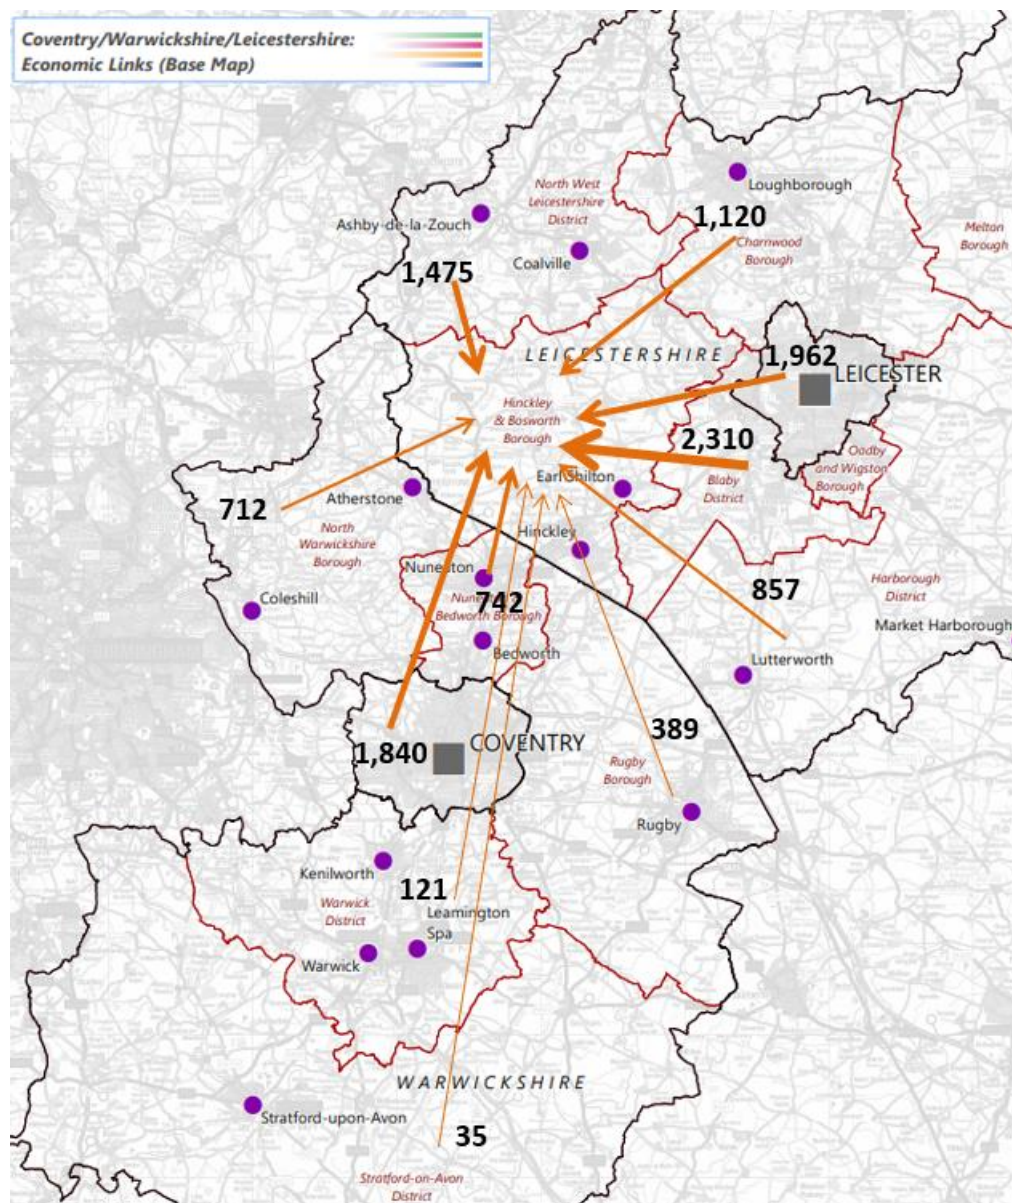 Coventry/Warwickshire/Leicestershire:
Economic Links (Base Map)
Loughborough
North West
Leicestershire
District
Ashby-de-la-Zouch
1,120
Melton
Borough
Charnwood
Borough
Coalville
1,475
LEICESTERSHIRE
1,962
LEICESTER
Hinckley
& Bosworth
Borough
2,310
Oadby
and Wigston
Borough
Earl Shilton
Blaby
District
Atherstone
712
North
Warwickshire
Borough
Hinckley
Nuneaton
857
Harborough
District
742
Bedworth Borough
Coleshill
Market Harborough
Bedworth
Lutterworth
389
COVENTRY
1,840
Rugby
Borough
Rugby
Kenilworth
121
Warwick
District
Leamington
Spa
Warwick
WARWICKSHIRE
Stratford-upon-Avon
35
Stratford-on-Avon
District